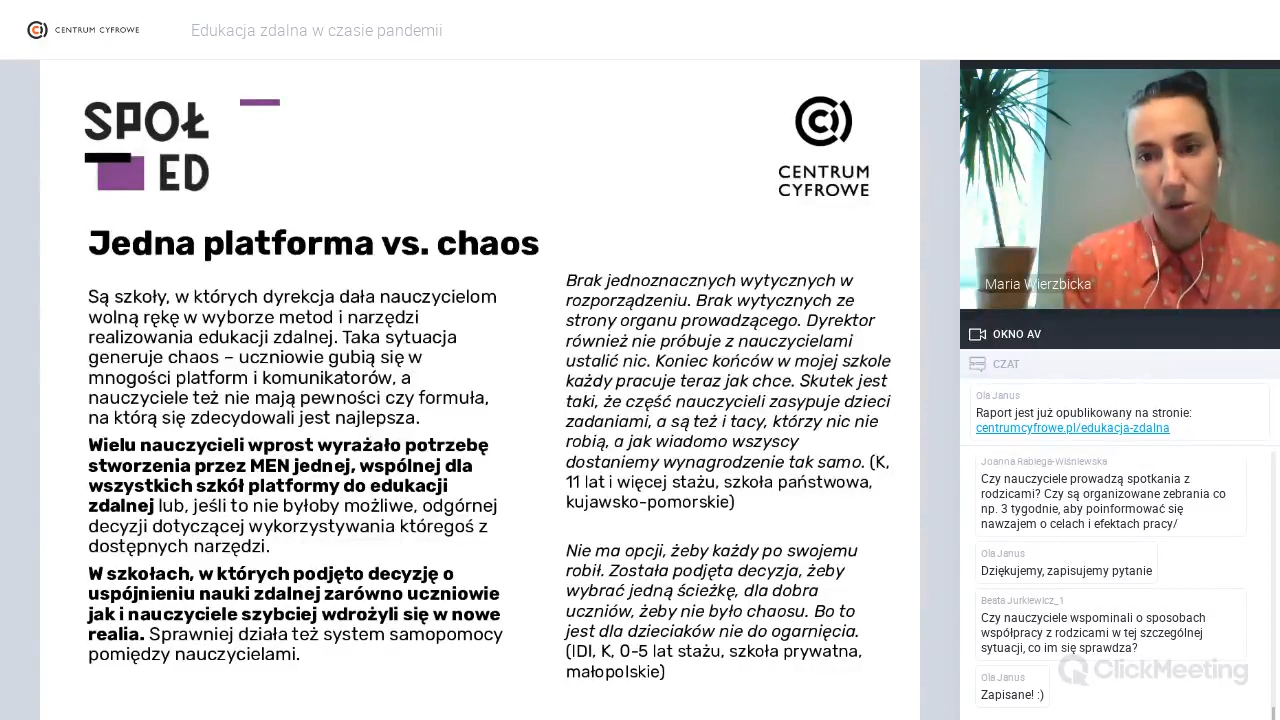 CENTRUM CYFROWE
Edukacja zdalna w czasie pandemii
SPOŁ
ED
CENTRUM
CYFROWE
Jedna platforma vs. chaos
Są szkoły, w których dyrekcja dała nauczycielom
wolną rękę w wyborze metod i narzędzi
realizowania edukacji zdalnej. Taka sytuacja
generuje chaos – uczniowie gubią się w
mnogości platform i komunikatorów, a
nauczyciele też nie mają pewności czy formuła,
na którą się zdecydowali jest najlepsza.
Wielu nauczycieli wprost wyrażało potrzebę
stworzenia przez MEN jednej, wspólnej dla
wszystkich szkół platformy do edukacji
zdalnej lub, jeśli to nie byłoby możliwe, odgórnej
decyzji dotyczącej wykorzystywania któregoś z
dostępnych narzędzi.
W szkołach, w których podjęto decyzję o
uspójnieniu nauki zdalnej zarówno uczniowie
jak i nauczyciele szybciej wdrożyli się w nowe
realia. Sprawniej działa też system samopomocy
pomiędzy nauczycielami.
Brak jednoznacznych wytycznych w
rozporządzeniu. Brak wytycznych ze
strony organu prowadzącego. Dyrektor
również nie próbuje z nauczycielami
ustalić nic. Koniec końców w mojej szkole
każdy pracuje teraz jak chce. Skutek jest
taki, że część nauczycieli zasypuje dzieci
zadaniami, a są też i tacy, którzy nic nie
robią, a jak wiadomo wszyscy
dostaniemy wynagrodzenie tak samo. (K,
11 lat i więcej stażu, szkoła państwowa,
kujawsko-pomorskie)
Nie ma opcji, żeby każdy po swojemu
robił. Została podjęta decyzja, żeby
wybrać jedną ścieżkę, dla dobra
uczniów, żeby nie było chaosu. Bo to
jest dla dzieciaków nie do ogarnięcia.
(IDI, K, 0-5 lat stażu, szkoła prywatna,
małopolskie)
Maria Wierzbicka
OKNO AV
CZAT
Ola Janus
Raport jest już opublikowany na stronie:
centrumcyfrowe.pl/edukacja-zdalna
Joanna Rabiega-Wiśniewska
Czy nauczyciele prowadzą spotkania z
rodzicami? Czy są organizowane zebrania co
np. 3 tygodnie, aby poinformować się
nawzajem o celach i efektach pracy/
Ola Janus
Dziękujemy, zapisujemy pytanie
Beata Jurkiewicz_1
Czy nauczyciele wspominali o sposobach
współpracy z rodzicami w tej szczególnej
sytuacji, co im się sprawdza?
ClickMeeting
Ola Janus
Zapisane! :)